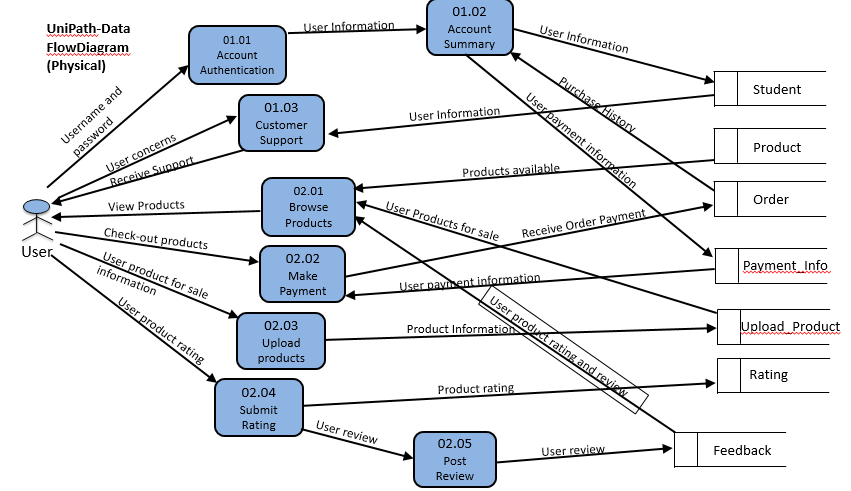 UniPath-Data
FlowDiagram
(Physical)
01.01
Account
Authentication
User Information
01.02
Account
Summary
User Information
Username and
password
01.03
Customer
Support
User Information
Purchase History
User payment information
Student
User concerns
Receive Support
Product
Products available
02.01
Browse
Products
View Products
User Products for sale
Receive Order Payment
Order
User
Check-out products
02.02
Make
Payment
User payment information
Payment_Info
User product for sale
information
02.03
Upload
products
Product Information
Upload_Product
User product rating and review
User product rating
02.04
Submit
Rating
Product rating
Rating
User review
02.05
Post
Review
User review
Feedback